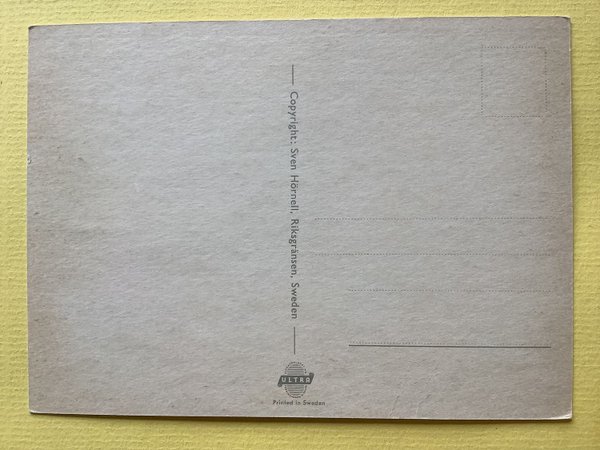 Copyright: Sven Hörnell, Riksgränsen, Sweden
ULTRA
Printed in Sweden